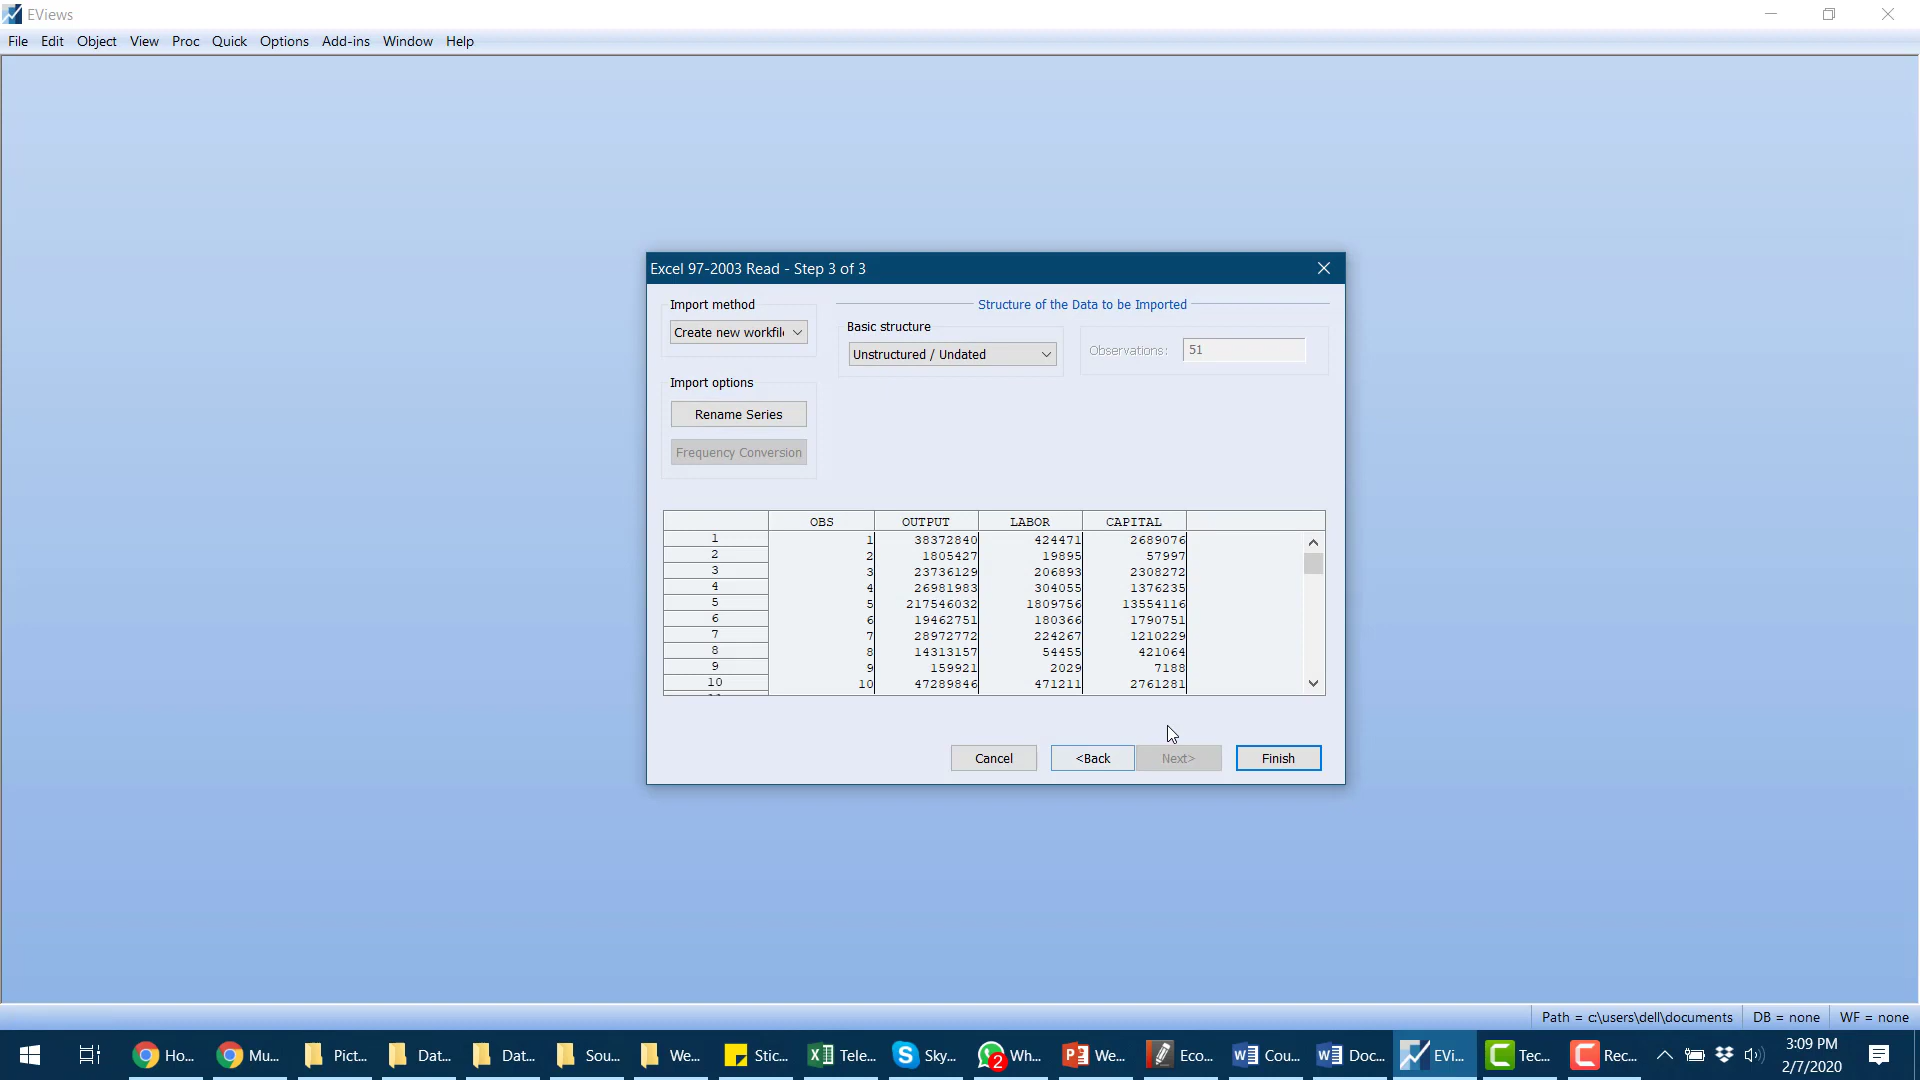 EViews
File Edit Object View Proc Quick Options Add-ins Window Help
Excel 97-2003 Read - Step 3 of 3
Import method
Structure of the Data to be Imported
Create new workfile
Basic structure
Unstructured / Undated
Observations: 51
Import options
Rename Series
Frequency Conversion
OBS OUTPUT LABOR CAPITAL
1 1 38372840 424471 2689076
2 2 1805427 19895 57997
3 3 23736129 206893 2308272
4 4 26981983 304055 1376235
5 5 217546032 1809756 13554116
6 6 19462751 180366 1790751
7 7 28972772 224267 1210229
8 8 14313157 54455 421064
9 9 159921 2029 7188
10 10 47289846 471211 2761281
Cancel <Back Next> Finish
Path = c:\users\dell\documents DB = none WF = none
Ho... Mu... Pict... Dat... Dat... Sou... We... Stic... Tele... Sky... 2 Wh... We... Eco... Cou... Doc... EVi... Tec... Rec... 3:09 PM
2/7/2020